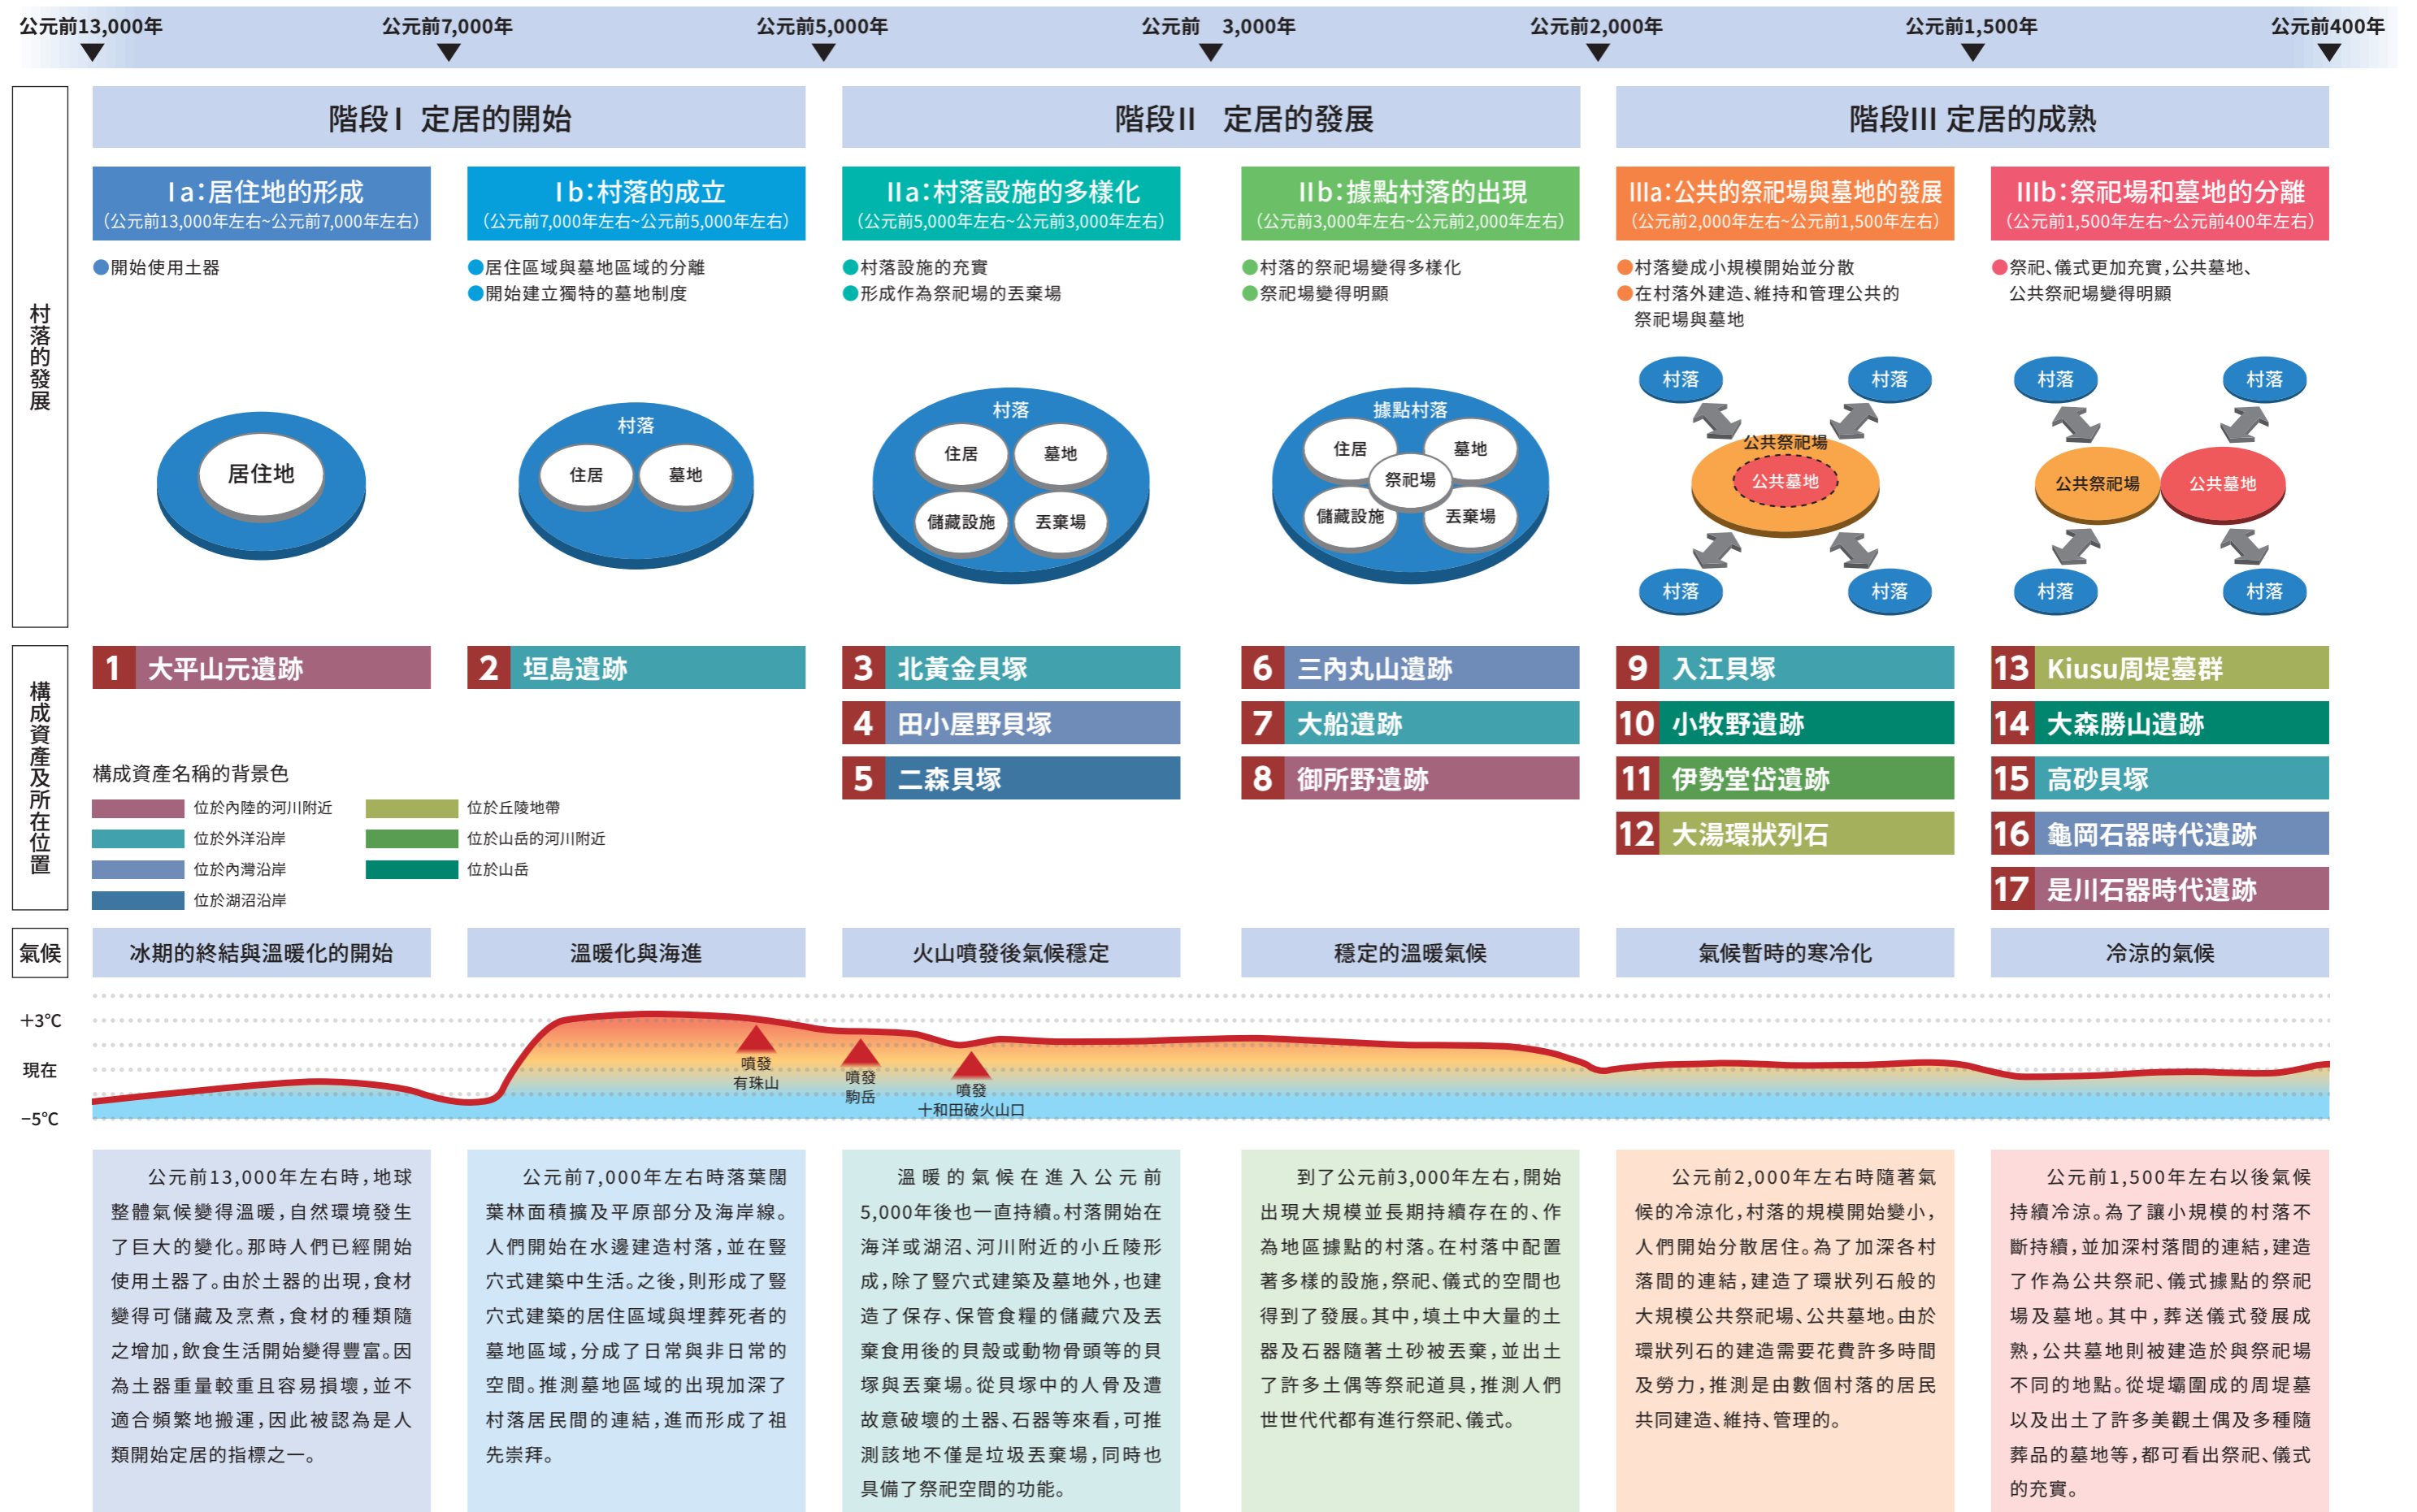 公元前13,000年
公元前7,000年
公元前5,000年
公元前　3,000年
公元前2,000年
公元前1,500年
公元前400年
村落的發展
階段Ⅰ 定居的開始
階段Ⅱ 定居的發展
階段Ⅲ 定居的成熟
Ⅰa：居住地的形成
（公元前13,000年左右~公元前7,000年左右）
●開始使用土器
居住地
Ⅰb：村落的成立
（公元前7,000年左右~公元前5,000年左右）
●居住區域與墓地區域的分離
●開始建立獨特的墓地制度
村落
住居
墓地
Ⅱa：村落設施的多樣化
（公元前5,000年左右~公元前3,000年左右）
●村落設施的充實
●形成作為祭祀場的丟棄場
村落
住居
墓地
儲藏設施
丟棄場
Ⅱb：據點村落的出現
（公元前3,000年左右~公元前2,000年左右）
●村落的祭祀場變得多樣化
●祭祀場變得明顯
據點村落
住居
墓地
祭祀場
儲藏設施
丟棄場
Ⅲa：公共的祭祀場與墓地的發展
（公元前2,000年左右~公元前1,500年左右）
●村落變成小規模開始並分散
●在村落外建造、維持和管理公共的
祭祀場與墓地
村落
村落
公共祭祀場
公共墓地
村落
村落
Ⅲb：祭祀場和墓地的分離
（公元前1,500年左右~公元前400年左右）
●祭祀、儀式更加充實，公共墓地、
公共祭祀場變得明顯
村落
村落
公共祭祀場
公共墓地
村落
村落
構成資產及所在位置
1 大平山元遺跡
2 垣島遺跡
3 北黃金貝塚
4 田小屋野貝塚
5 二森貝塚
6 三內丸山遺跡
7 大船遺跡
8 御所野遺跡
9 入江貝塚
10 小牧野遺跡
11 伊勢堂岱遺跡
12 大湯環狀列石
13 Kiusu周堤墓群
14 大森勝山遺跡
15 高砂貝塚
16 龜岡石器時代遺跡
17 是川石器時代遺跡
構成資產名稱的背景色
位於內陸的河川附近
位於外洋沿岸
位於內灣沿岸
位於湖沼沿岸
位於丘陵地帶
位於山岳的河川附近
位於山岳
氣候
冰期的終結與溫暖化的開始
溫暖化與海進
火山噴發後氣候穩定
穩定的溫暖氣候
氣候暫時的寒冷化
冷涼的氣候
+3℃
現在
−5℃
噴發
有珠山
噴發
駒岳
噴發
十和田破火山口
公元前13,000年左右時，地球
整體氣候變得溫暖，自然環境發生
了巨大的變化。那時人們已經開始
使用土器了。由於土器的出現，食材
變得可儲藏及烹煮，食材的種類隨
之增加，飲食生活開始變得豐富。因
為土器重量較重且容易損壞，並不
適合頻繁地搬運，因此被認為是人
類開始定居的指標之一。
公元前7,000年左右時落葉闊
葉林面積擴及平原部分及海岸線。
人們開始在水邊建造村落，並在豎
穴式建築中生活。之後，則形成了豎
穴式建築的居住區域與埋葬死者的
墓地區域，分成了日常與非日常的
空間。推測墓地區域的出現加深了
村落居民間的連結，進而形成了祖
先崇拜。
溫暖的氣候在進入公元前
5,000年後也一直持續。村落開始在
海洋或湖沼、河川附近的小丘陵形
成，除了豎穴式建築及墓地外，也建
造了保存、保管食糧的儲藏穴及丟
棄食用後的貝殼或動物骨頭等的貝
塚與丟棄場。從貝塚中的人骨及遭
故意破壞的土器、石器等來看，可推
測該地不僅是垃圾丟棄場，同時也
具備了祭祀空間的功能。
到了公元前3,000年左右，開始
出現大規模並長期持續存在的、作
為地區據點的村落。在村落中配置
著多樣的設施，祭祀、儀式的空間也
得到了發展。其中，填土中大量的土
器及石器隨著土砂被丟棄，並出土
了許多土偶等祭祀道具，推測人們
世世代代都有進行祭祀、儀式。
公元前2,000年左右時隨著氣
候的冷涼化，村落的規模開始變小，
人們開始分散居住。為了加深各村
落間的連結，建造了環狀列石般的
大規模公共祭祀場、公共墓地。由於
環狀列石的建造需要花費許多時間
及勞力，推測是由數個村落的居民
共同建造、維持、管理的。
公元前1,500年左右以後氣候
持續冷涼。為了讓小規模的村落不
斷持續，並加深村落間的連結，建造
了作為公共祭祀、儀式據點的祭祀
場及墓地。其中，葬送儀式發展成
熟，公共墓地則被建造於與祭祀場
不同的地點。從堤壩圍成的周堤墓
以及出土了許多美觀土偶及多種隨
葬品的墓地等，都可看出祭祀、儀式
的充實。